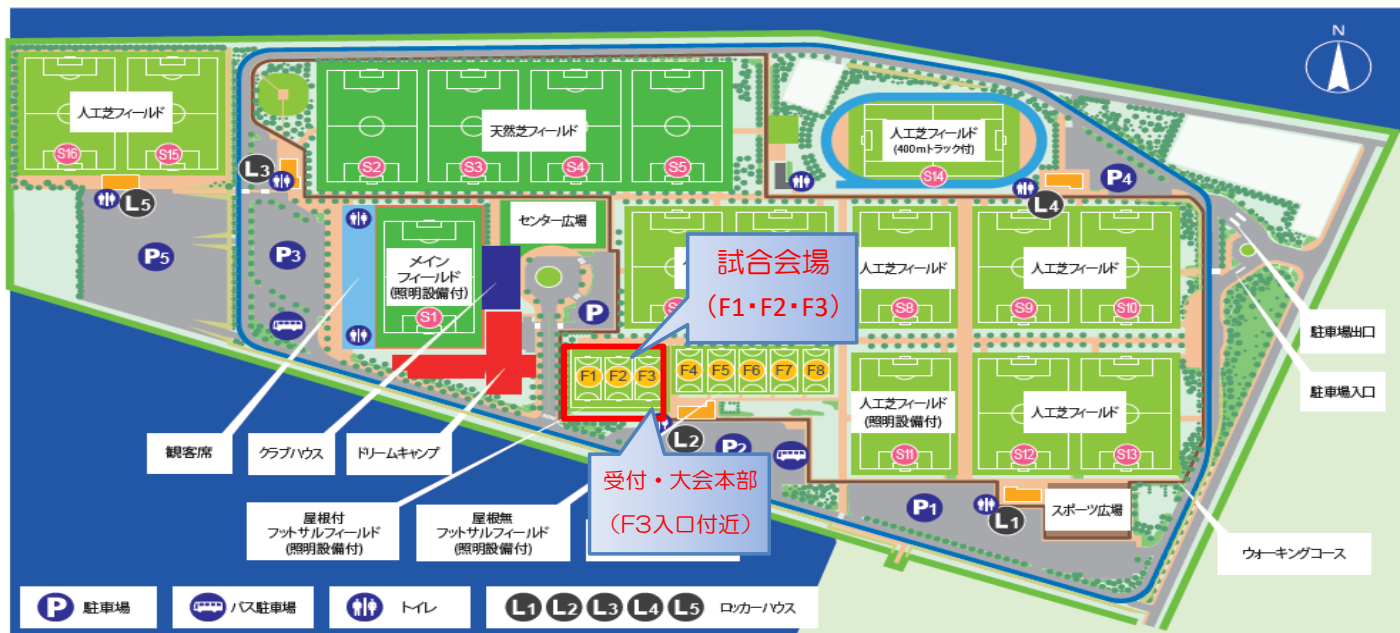 N
人工芝フィールド
S16
S15
L5
P5
天然芝フィールド
S2
S3
S4
S5
L3
P3
人工芝フィールド
(400mトラック付)
S14
P4
L4
センター広場
メイン
フィールド
(照明設備付)
S1
P
試合会場
(F1・F2・F3)
人工芝フィールド
S8
人工芝フィールド
S9
S10
駐車場出口
駐車場入口
F1
F2
F3
F4
F5
F6
F7
F8
人工芝フィールド
(照明設備付)
S11
人工芝フィールド
S12
S13
L2
P2
受付・大会本部
(F3入口付近)
P1
L1
スポーツ広場
ウォーキングコース
観客席
クラブハウス
ドリームキャンプ
屋根付
フットサルフィールド
(照明設備付)
屋根無
フットサルフィールド
(照明設備付)
P 駐車場
バス駐車場
トイレ
L1 L2 L3 L4 L5 ロッカーハウス